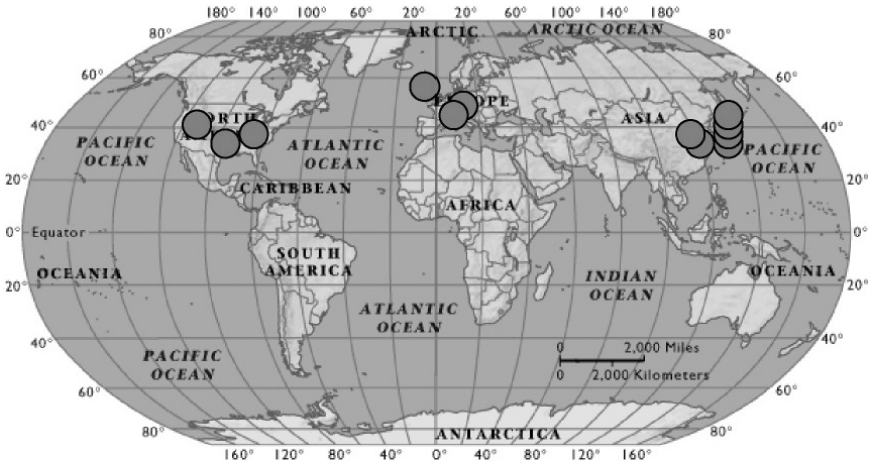 180° 140° 100° 60° 20° 20° 60° 100° 140° 180°
80° ARCTIC ARCTIC OCEAN 80°
60° 60°
EUROPE
NORTH ASIA
40° 40°
PACIFIC OCEAN
ATLANTIC OCEAN
PACIFIC OCEAN
20° CARIBBEAN 20°
AFRICA
0° Equator 0°
SOUTH AMERICA
OCEANIA INDIAN OCEAN OCEANIA
20° 20°
ATLANTIC OCEAN
40° 0 2,000 Miles 40°
0 2,000 Kilometers
PACIFIC OCEAN
60° 60°
80° ANTARCTICA 80°
160° 120° 80° 40° 0° 40° 80° 120° 160°